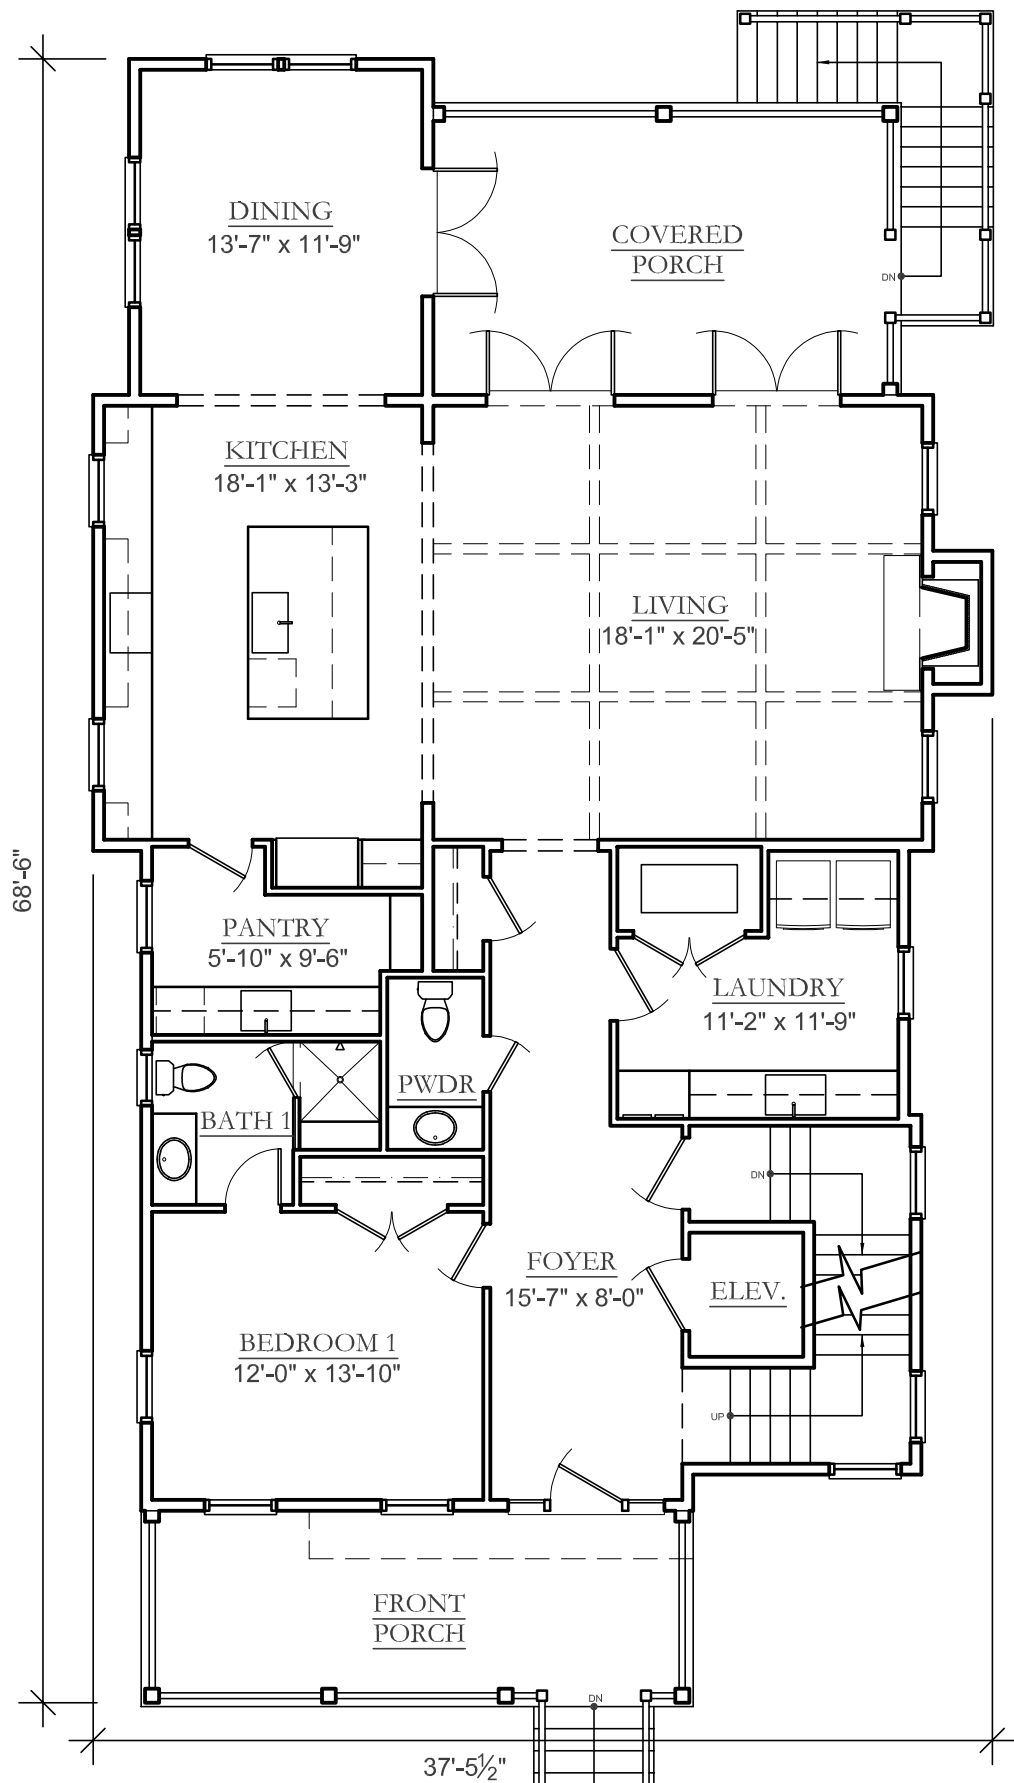 DINING
13'-7" x 11'-9"
COVERED
PORCH
DN
KITCHEN
18'-1" x 13'-3"
LIVING
18'-1" x 20'-5"
68'-6"
PANTRY
5'-10" x 9'-6"
LAUNDRY
11'-2" x 11'-9"
PWDR
BATH 1
DN
FOYER
15'-7" x 8'-0"
ELEV.
BEDROOM 1
12'-0" x 13'-10"
UP
FRONT
PORCH
DN
37'-5½"